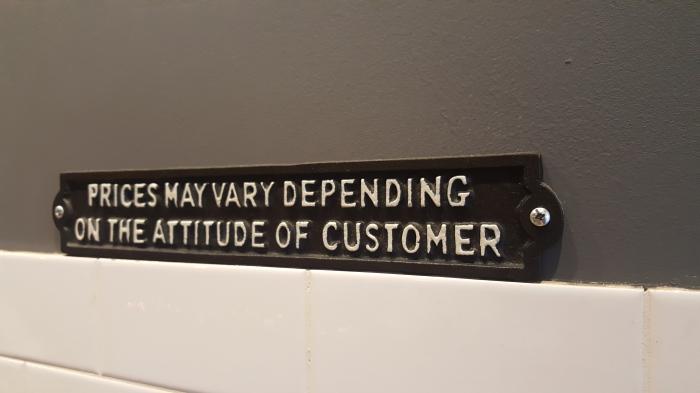 PRICES MAY VARY DEPENDING
ON THE ATTITUDE OF CUSTOMER